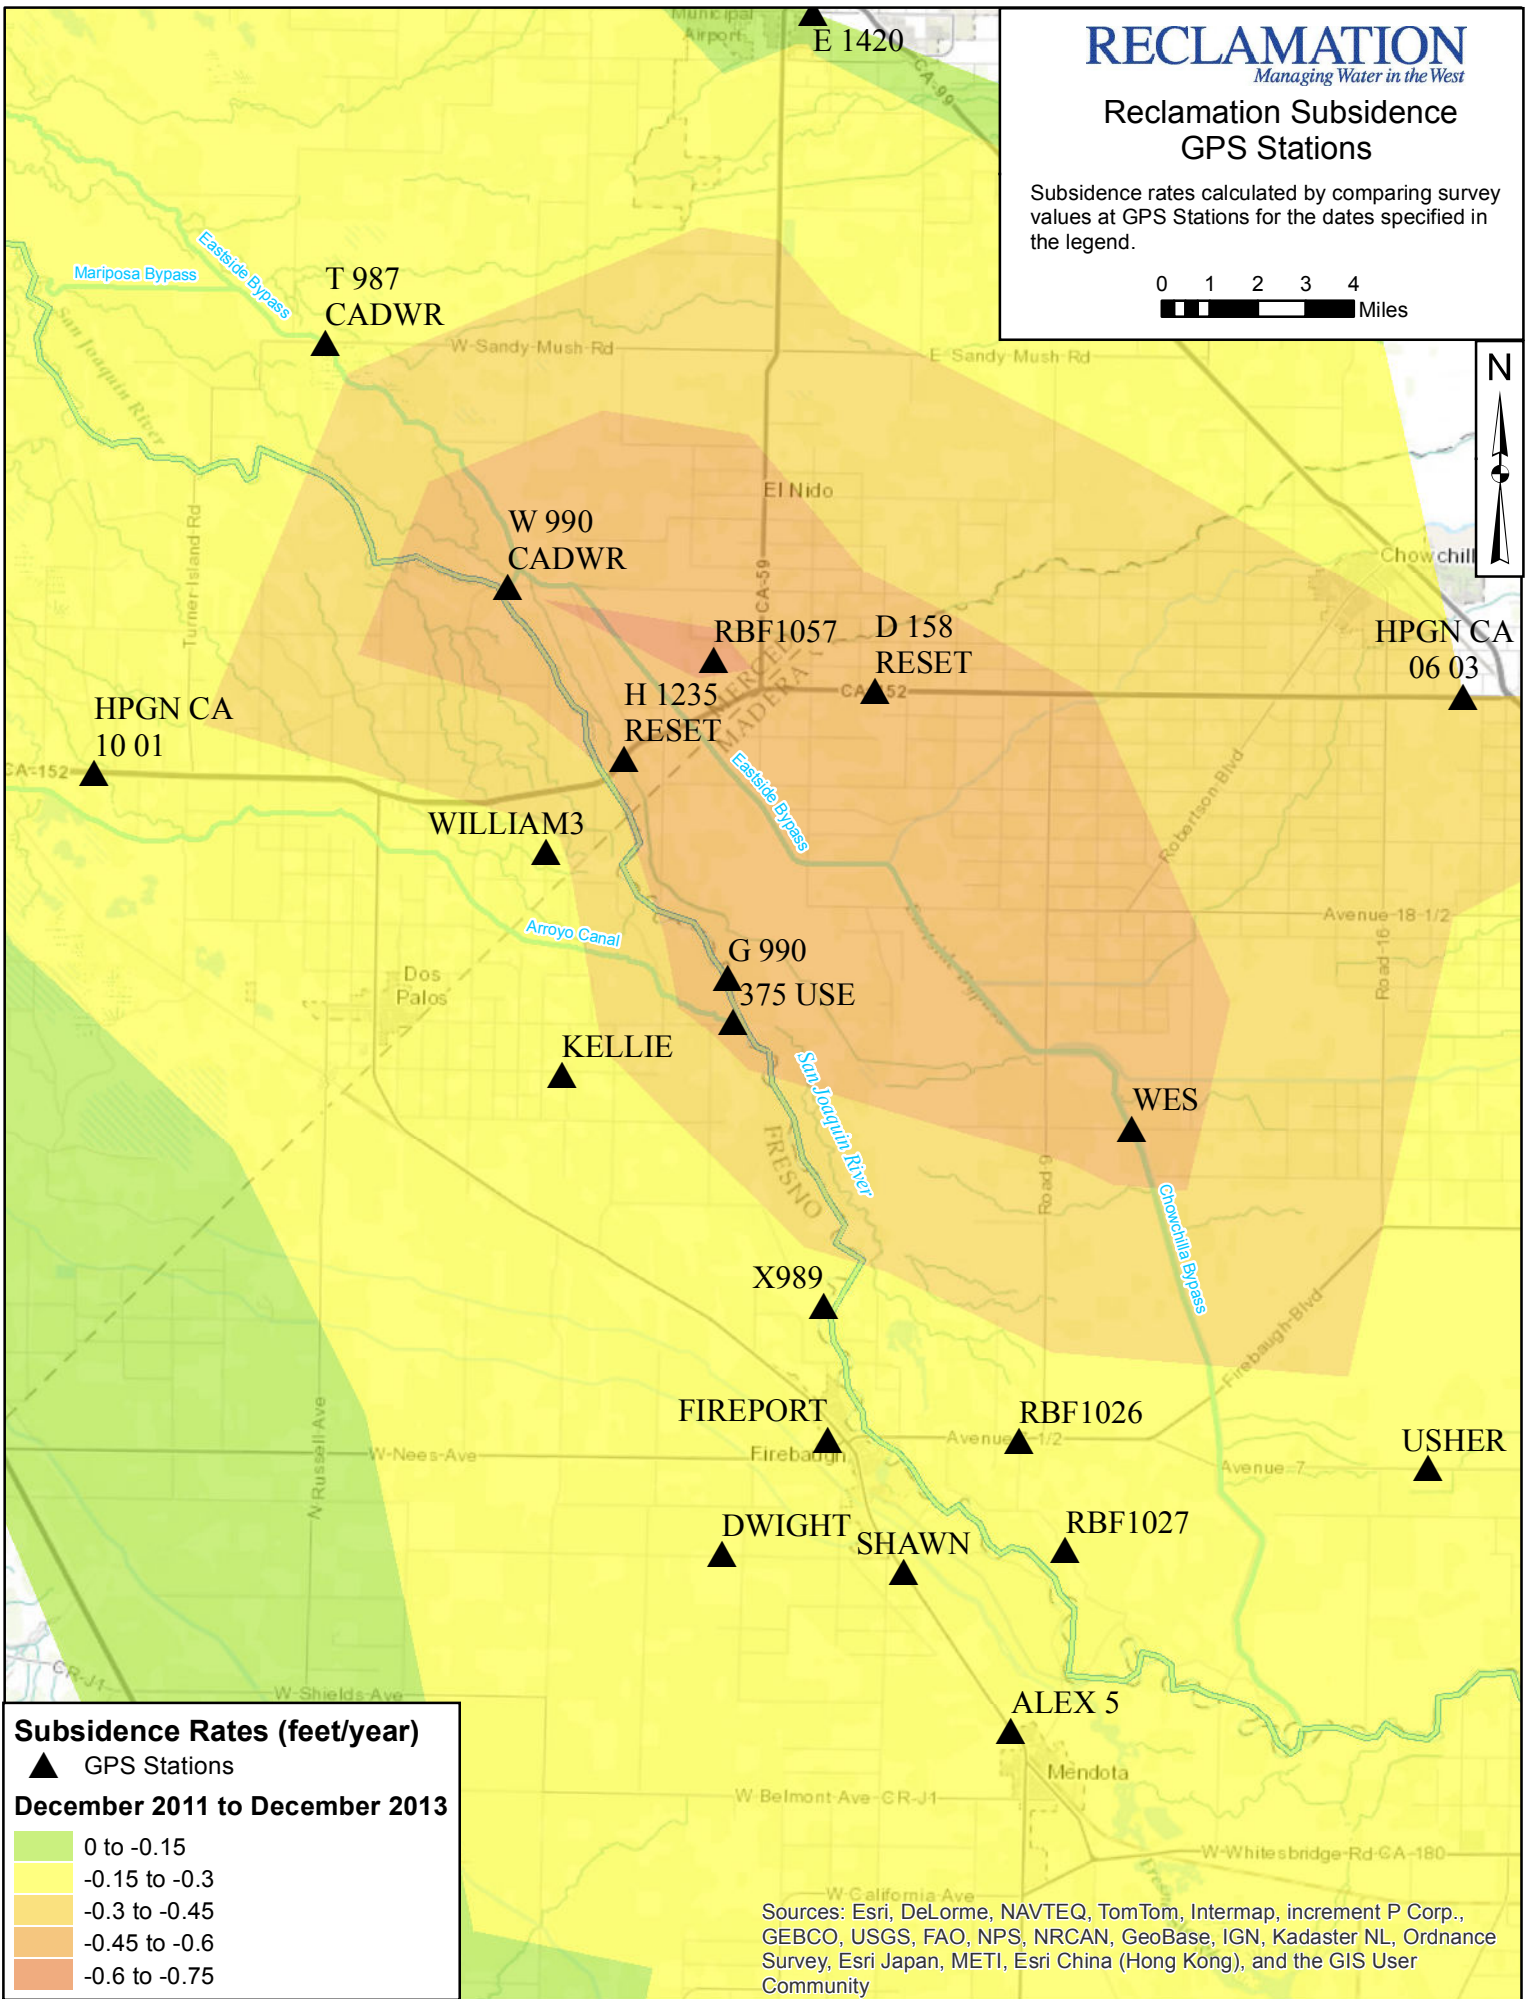 Municipal
Airport
E 1420
CA-99
RECLAMATION
Managing Water in the West
Reclamation Subsidence
GPS Stations
Subsidence rates calculated by comparing survey
values at GPS Stations for the dates specified in
the legend.
0 1 2 3 4
Miles
N
Mariposa Bypass
Eastside Bypass
San Joaquin River
T 987
CADWR
W Sandy Mush Rd
E Sandy Mush Rd
El Nido
Turner Island Rd
W 990
CADWR
CA-59
Chowchill
RBF1057
D 158
RESET
HPGN CA
06 03
MERCED
MADERA
CA-152
H 1235
RESET
HPGN CA
10 01
CA-152
Eastside Bypass
Robertson Blvd
WILLIAM3
Arroyo Canal
Eastside Bypass
Avenue 18-1/2
Road 16
Dos
Palos
G 990
375 USE
KELLIE
San Joaquin River
FRESNO
WES
Road 9
Chowchilla Bypass
X989
Firebaugh Blvd
FIREPORT
Firebaugh
RBF1026
Avenue 7-1/2
USHER
Avenue 7
W Nees Ave
N Russell Ave
DWIGHT
SHAWN
RBF1027
CR-J1
W Shields Ave
ALEX 5
Mendota
W Belmont Ave CR-J1
W Whitesbridge Rd CA-180
W California Ave
Subsidence Rates (feet/year)
GPS Stations
December 2011 to December 2013
0 to -0.15
-0.15 to -0.3
-0.3 to -0.45
-0.45 to -0.6
-0.6 to -0.75
Sources: Esri, DeLorme, NAVTEQ, TomTom, Intermap, increment P Corp.,
GEBCO, USGS, FAO, NPS, NRCAN, GeoBase, IGN, Kadaster NL, Ordnance
Survey, Esri Japan, METI, Esri China (Hong Kong), and the GIS User
Community